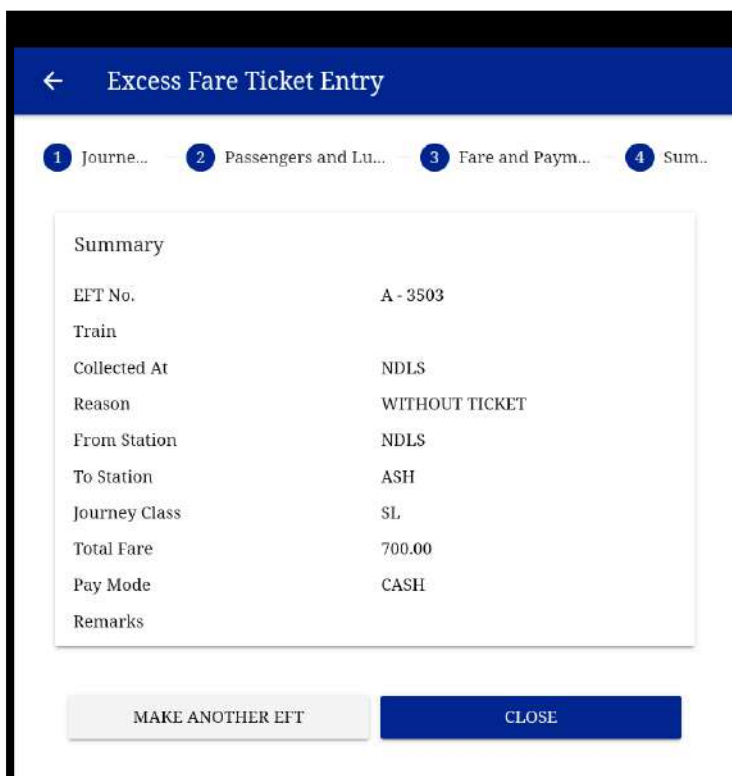 Excess Fare Ticket Entry
1 Journe... 2 Passengers and Lu... 3 Fare and Paym... 4 Sum..
Summary
EFT No. A - 3503
Train
Collected At NDLS
Reason WITHOUT TICKET
From Station NDLS
To Station ASH
Journey Class SL
Total Fare 700.00
Pay Mode CASH
Remarks
MAKE ANOTHER EFT CLOSE